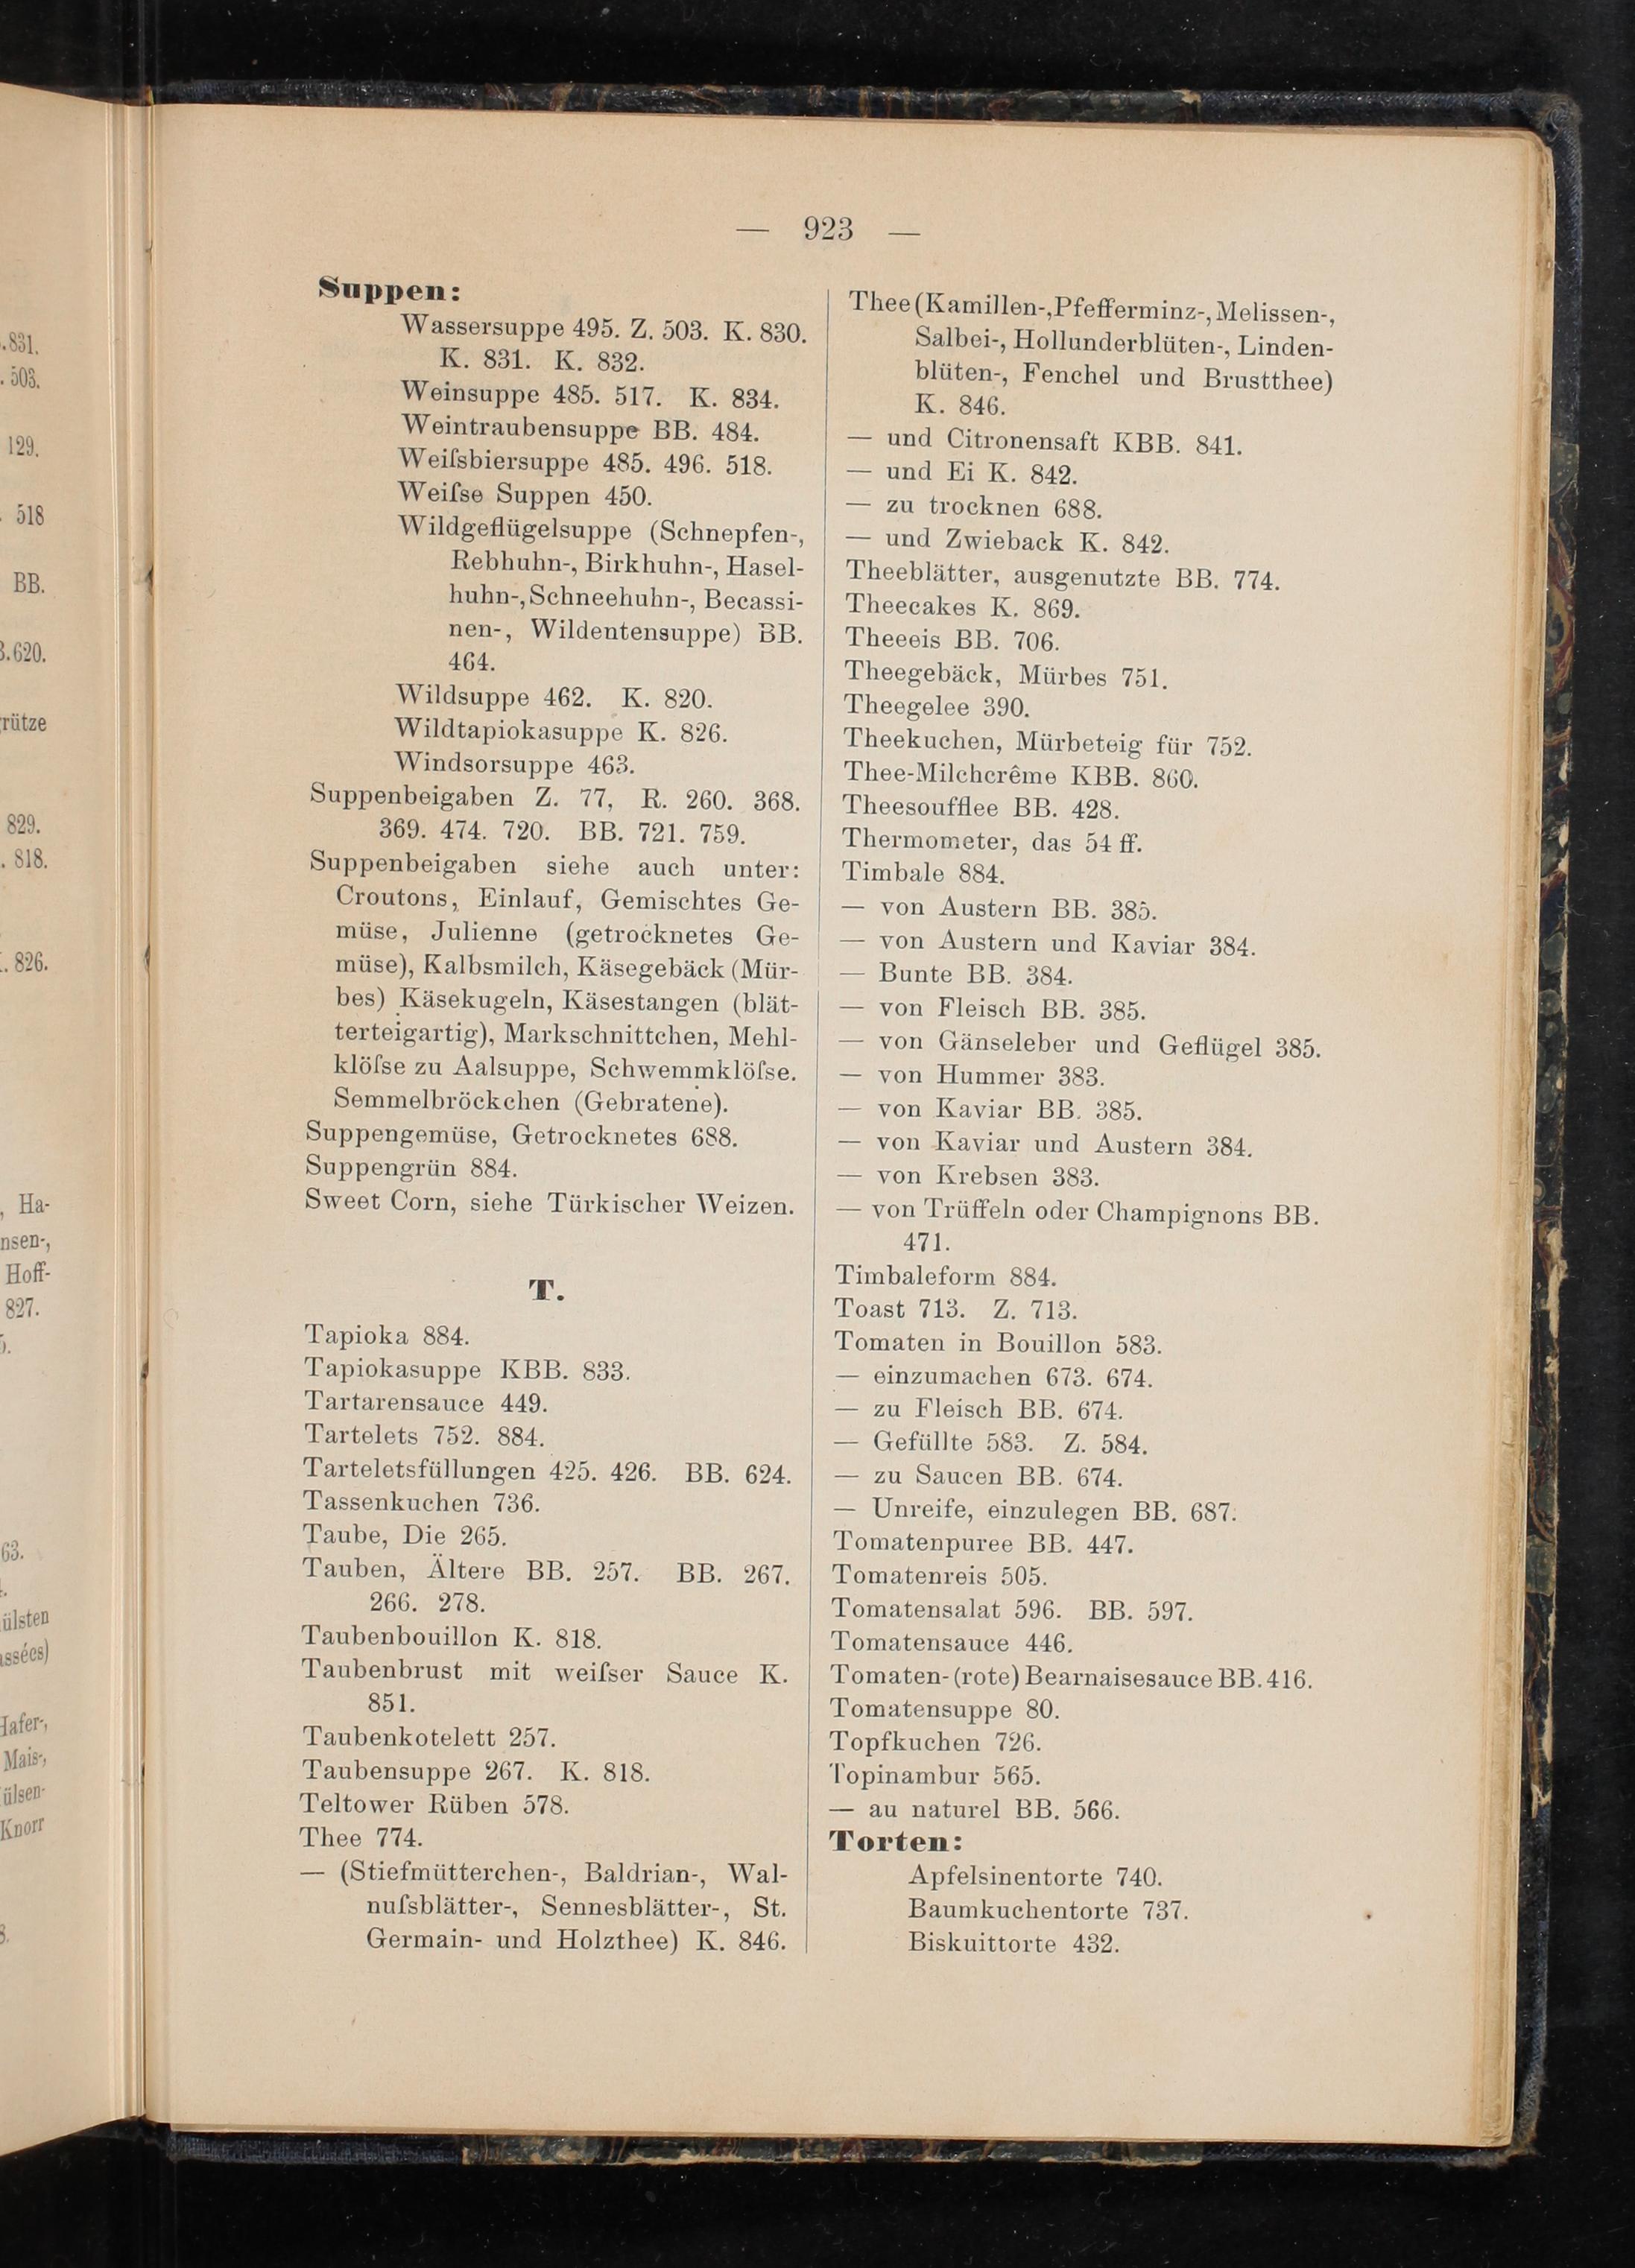 — 923 —
Suppen:
Wassersuppe 495. Z. 503. K. 830.
K. 831. K. 832.
Weinsuppe 485. 517. K. 834.
Weintraubensuppe BB. 484.
Weiſsbiersuppe 485. 496. 518.
Weiſse Suppen 450.
Wildgeflügelsuppe (Schnepfen-,
Rebhuhn-, Birkhuhn-, Hasel-
huhn-, Schneehuhn-, Becassi-
nen-, Wildentensuppe) BB.
464.
Wildsuppe 462. K. 820.
Wildtapiokasuppe K. 826.
Windsorsuppe 463.
Suppenbeigaben Z. 77, R. 260. 368.
369. 474. 720. BB. 721. 759.
Suppenbeigaben siehe auch unter:
Croutons, Einlauf, Gemischtes Ge-
müse, Julienne (getrocknetes Ge-
müse), Kalbsmilch, Käsegebäck (Mür-
bes) Käsekugeln, Käsestangen (blät-
terteigartig), Markschnittchen, Mehl-
klöſse zu Aalsuppe, Schwemmklöſse.
Semmelbröckchen (Gebratene).
Suppengemüse, Getrocknetes 688.
Suppengrün 884.
Sweet Corn, siehe Türkischer Weizen.
T.
Tapioka 884.
Tapiokasuppe KBB. 833.
Tartarensauce 449.
Tartelets 752. 884.
Tarteletsfüllungen 425. 426. BB. 624.
Tassenkuchen 736.
Taube, Die 265.
Tauben, Ältere BB. 257. BB. 267.
266. 278.
Taubenbouillon K. 818.
Taubenbrust mit weiſser Sauce K.
851.
Taubenkotelett 257.
Taubensuppe 267. K. 818.
Teltower Rüben 578.
Thee 774.
— (Stiefmütterchen-, Baldrian-, Wal-
nuſsblätter-, Sennesblätter-, St.
Germain- und Holzthee) K. 846.
Thee (Kamillen-, Pfefferminz-, Melissen-,
Salbei-, Hollunderblüten-, Linden-
blüten-, Fenchel und Brustthee)
K. 846.
— und Citronensaft KBB. 841.
— und Ei K. 842.
— zu trocknen 688.
— und Zwieback K. 842.
Theeblätter, ausgenutzte BB. 774.
Theecakes K. 869.
Theeeis BB. 706.
Theegebäck, Mürbes 751.
Theegelee 390.
Theekuchen, Mürbeteig für 752.
Thee-Milchcrême KBB. 860.
Theesoufflee BB. 428.
Thermometer, das 54 ff.
Timbale 884.
— von Austern BB. 385.
— von Austern und Kaviar 384.
— Bunte BB. 384.
— von Fleisch BB. 385.
— von Gänseleber und Geflügel 385.
— von Hummer 383.
— von Kaviar BB. 385.
— von Kaviar und Austern 384.
— von Krebsen 383.
— von Trüffeln oder Champignons BB.
471.
Timbaleform 884.
Toast 713. Z. 713.
Tomaten in Bouillon 583.
— einzumachen 673. 674.
— zu Fleisch BB. 674.
— Gefüllte 583. Z. 584.
— zu Saucen BB. 674.
— Unreife, einzulegen BB. 687.
Tomatenpuree BB. 447.
Tomatenreis 505.
Tomatensalat 596. BB. 597.
Tomatensauce 446.
Tomaten- (rote) Bearnaisesauce BB. 416.
Tomatensuppe 80.
Topfkuchen 726.
Topinambur 565.
— au naturel BB. 566.
Torten:
Apfelsinentorte 740.
Baumkuchentorte 737.
Biskuittorte 432.